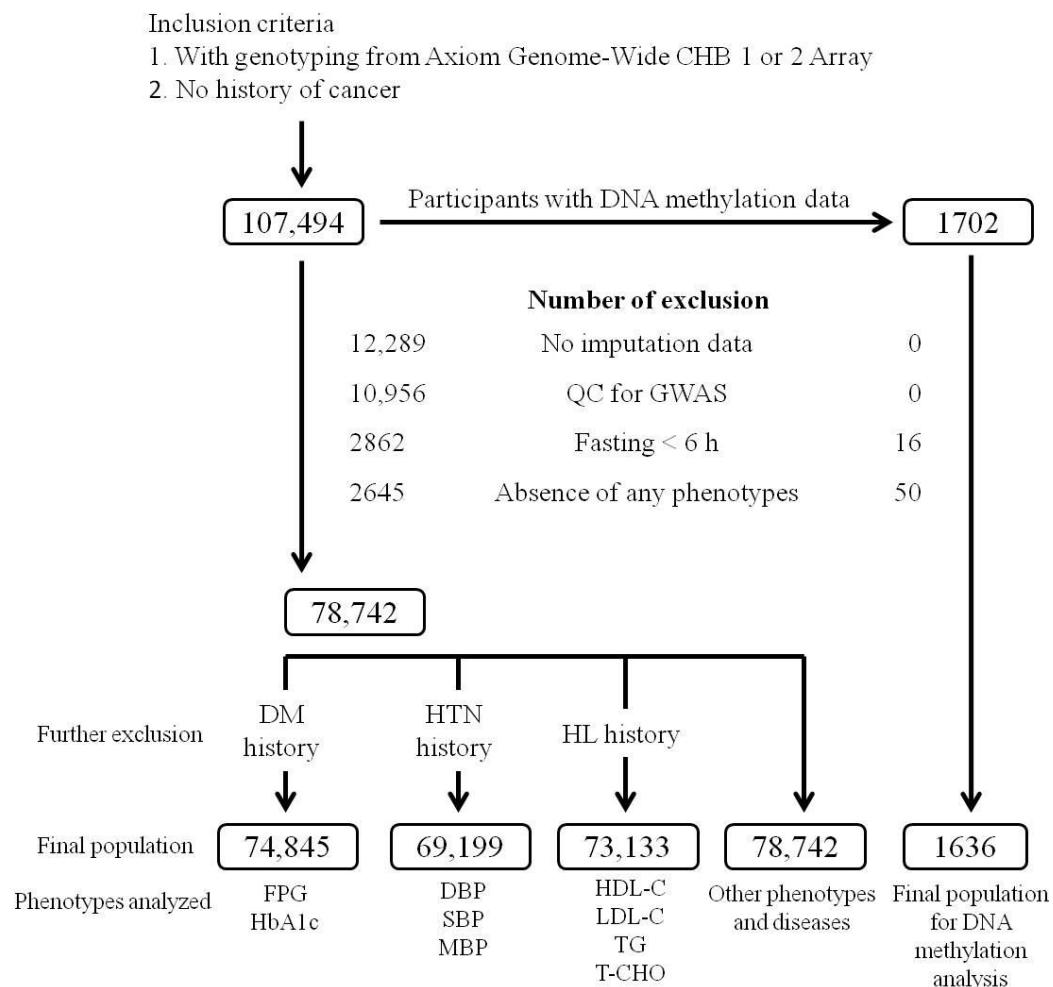 Inclusion criteria
1. With genotyping from Axiom Genome-Wide CHB 1 or 2 Array
2. No history of cancer
Participants with DNA methylation data
107,494
1702
Number of exclusion
12,289 No imputation data 0
10,956 QC for GWAS 0
2862 Fasting < 6 h 16
2645 Absence of any phenotypes 50
78,742
Further exclusion
DM
history
HTN
history
HL history
Final population
74,845
69,199
73,133
78,742
1636
Phenotypes analyzed
FPG
HbA1c
DBP
SBP
MBP
HDL-C
LDL-C
TG
T-CHO
Other phenotypes
and diseases
Final population
for DNA
methylation
analysis